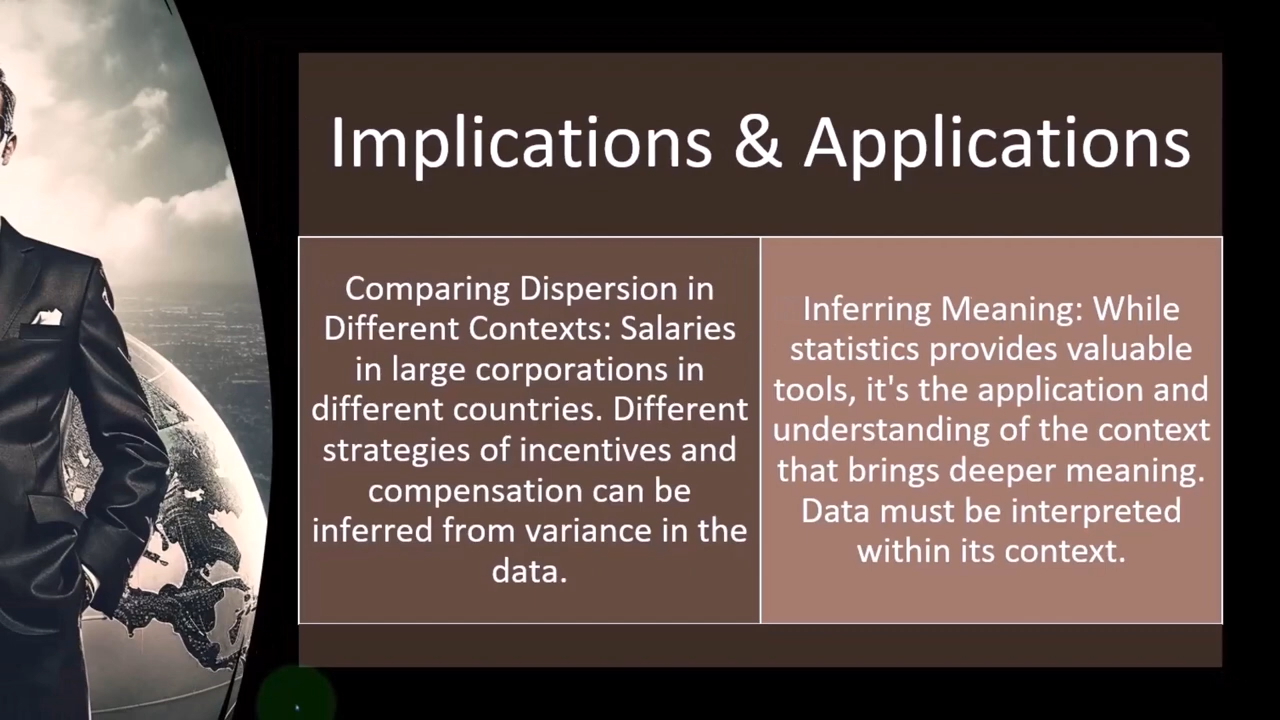 Implications & Applications
Comparing Dispersion in
Different Contexts: Salaries
in large corporations in
different countries. Different
strategies of incentives and
compensation can be
inferred from variance in the
data.
Inferring Meaning: While
statistics provides valuable
tools, it's the application and
understanding of the context
that brings deeper meaning.
Data must be interpreted
within its context.